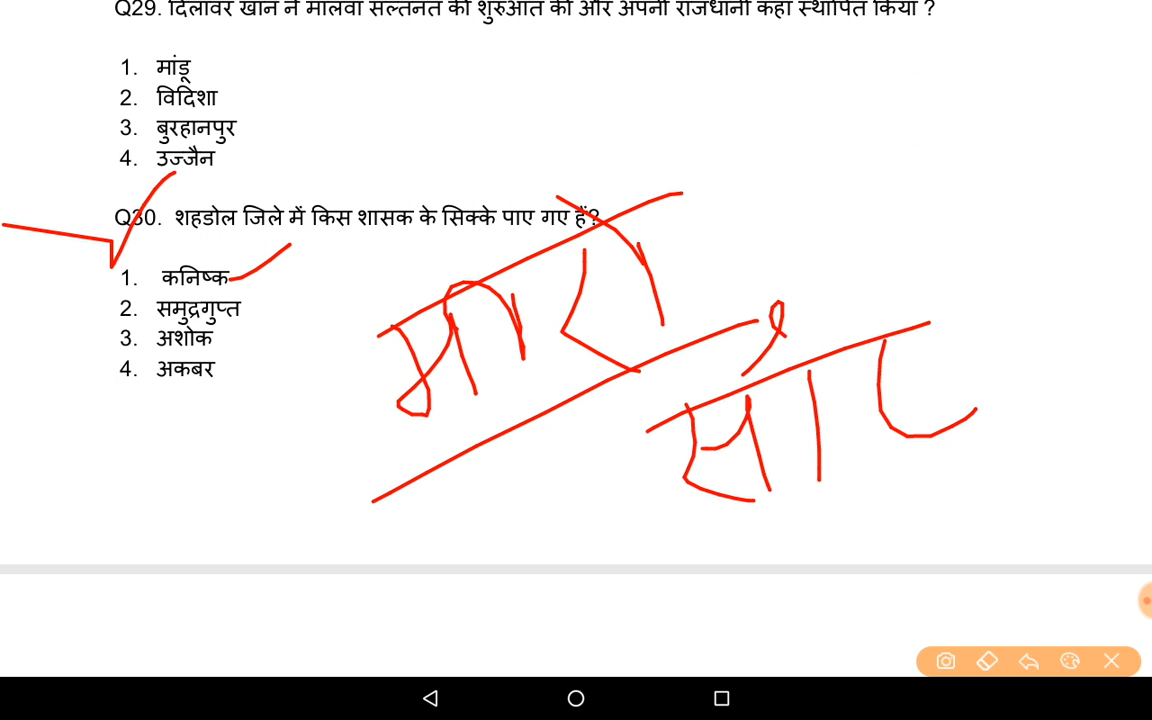 Q29. दिलावर खान ने मालवा सल्तनत की शुरुआत की और अपनी राजधानी कहां स्थापित किया ?
1. मांडू
2. विदिशा
3. बुरहानपुर
4. उज्जैन
Q30. शहडोल जिले में किस शासक के सिक्के पाए गए हैं?
1. कनिष्क
2. समुद्रगुप्त
3. अशोक
4. अकबर